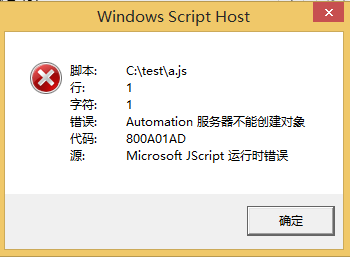 Windows Script Host
脚本: C:\test\a.js
行: 1
字符: 1
错误: Automation 服务器不能创建对象
代码: 800A01AD
源: Microsoft JScript 运行时错误
确定